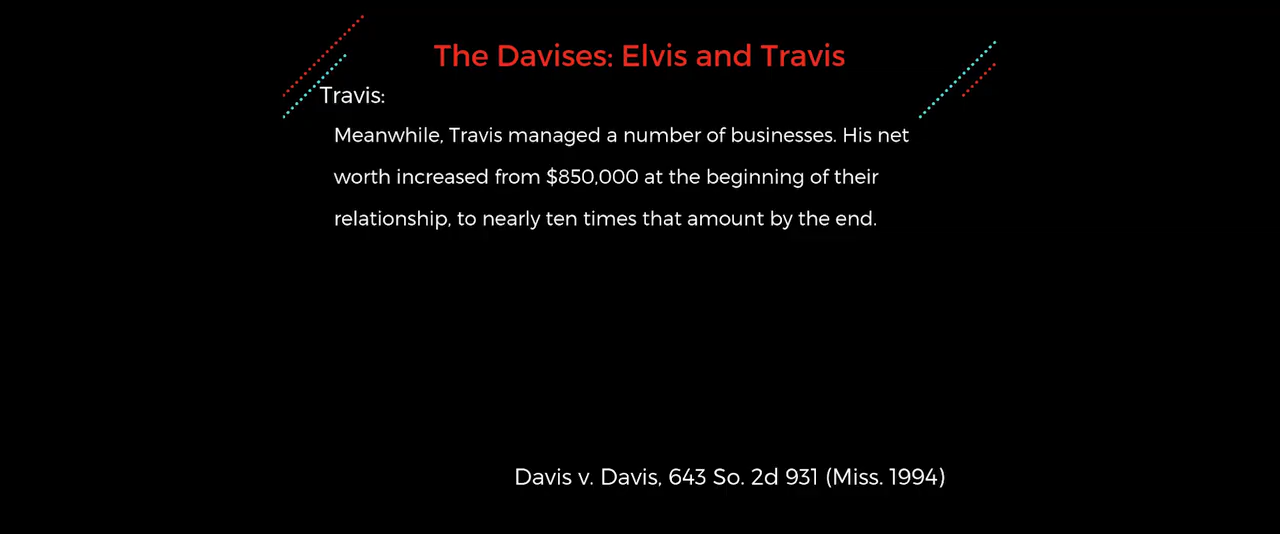 The Davises: Elvis and Travis
Travis:
Meanwhile, Travis managed a number of businesses. His net
worth increased from $850,000 at the beginning of their
relationship, to nearly ten times that amount by the end.
Davis v. Davis, 643 So. 2d 931 (Miss. 1994)